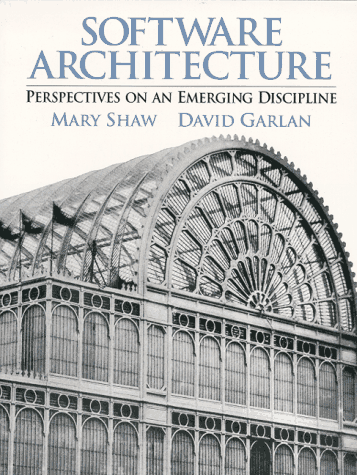 SOFTWARE
ARCHITECTURE
PERSPECTIVES ON AN EMERGING DISCIPLINE
MARY SHAW DAVID GARLAN